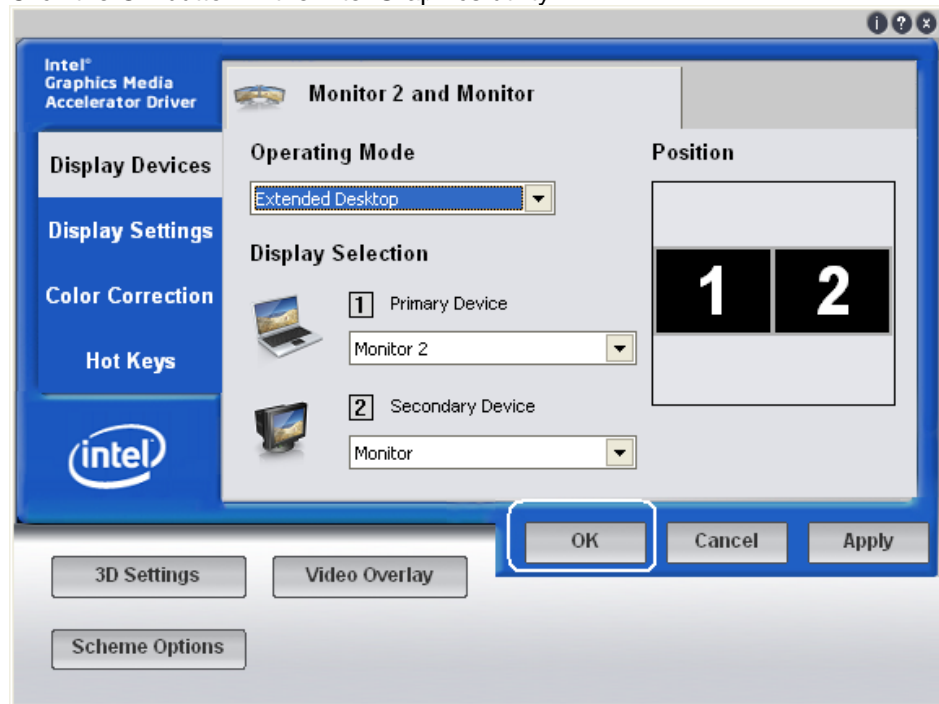 Intel®
Graphics Media
Accelerator Driver
Monitor 2 and Monitor
Display Devices
Display Settings
Color Correction
Hot Keys
intel
Operating Mode
Extended Desktop
Display Selection
1 Primary Device
Monitor 2
2 Secondary Device
Monitor
Position
1 2
OK Cancel Apply
3D Settings Video Overlay
Scheme Options